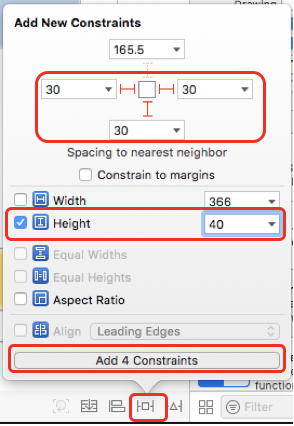 Drawing
Add New Constraints
165.5
30
30
30
Spacing to nearest neighbor
Constrain to margins
Width 366
Height 40
Equal Widths
Equal Heights
Aspect Ratio
Align Leading Edges
Add 4 Constraints
function
Filter